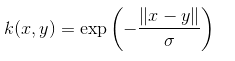 k(x, y) = exp(−‖x − y‖/σ)